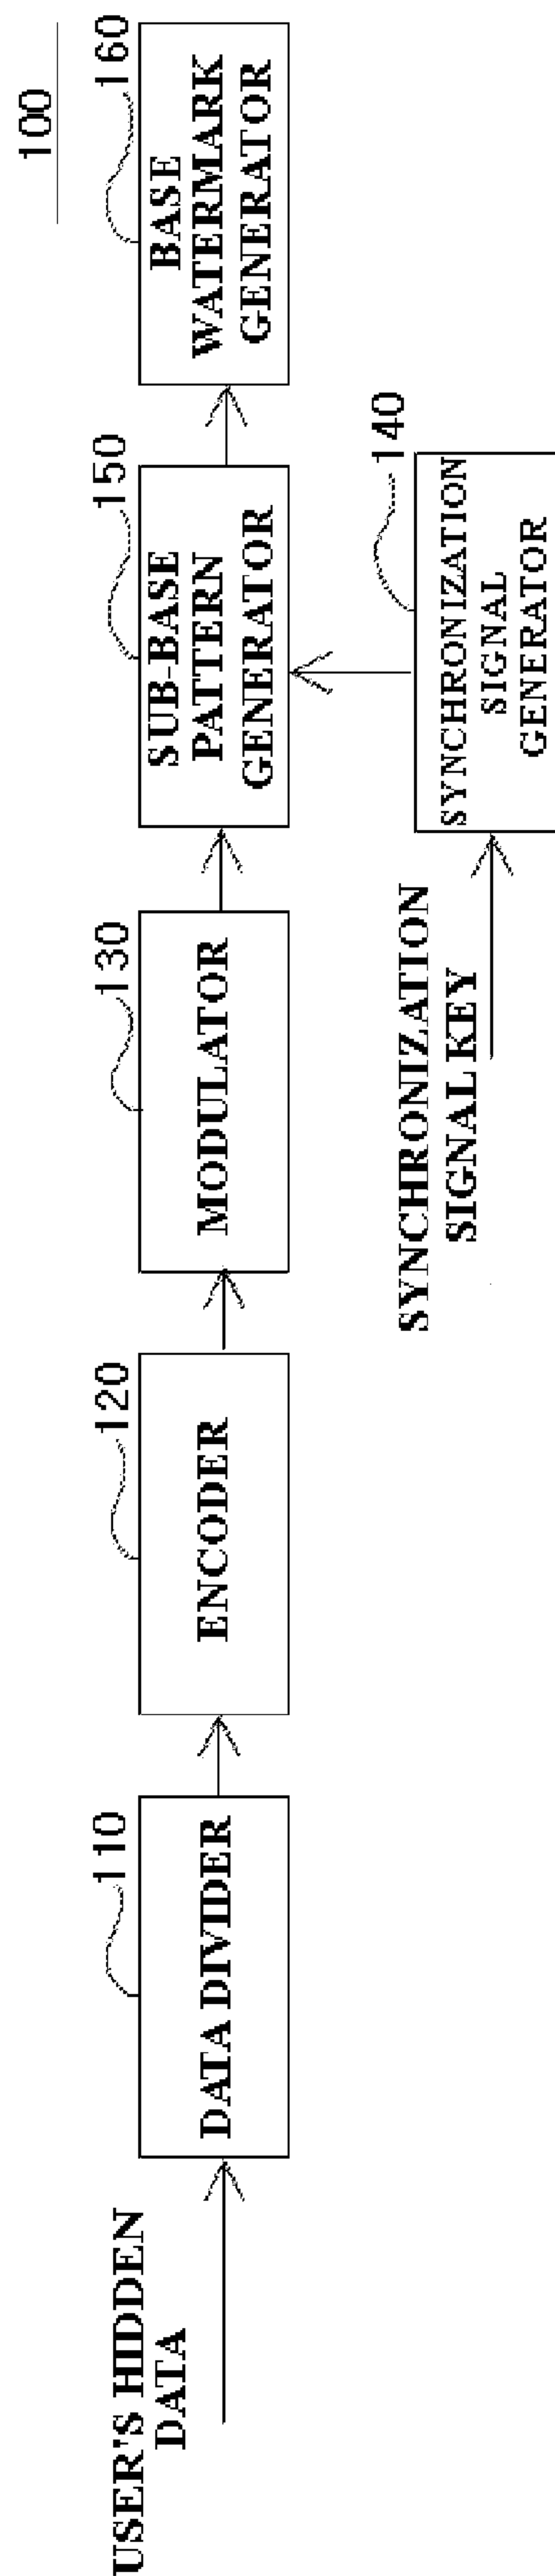 100
USER'S HIDDEN
DATA
110
DATA DIVIDER
120
ENCODER
130
MODULATOR
150
SUB-BASE
PATTERN
GENERATOR
160
BASE
WATERMARK
GENERATOR
SYNCHRONIZATION
SIGNAL KEY
140
SYNCHRONIZATION
SIGNAL
GENERATOR